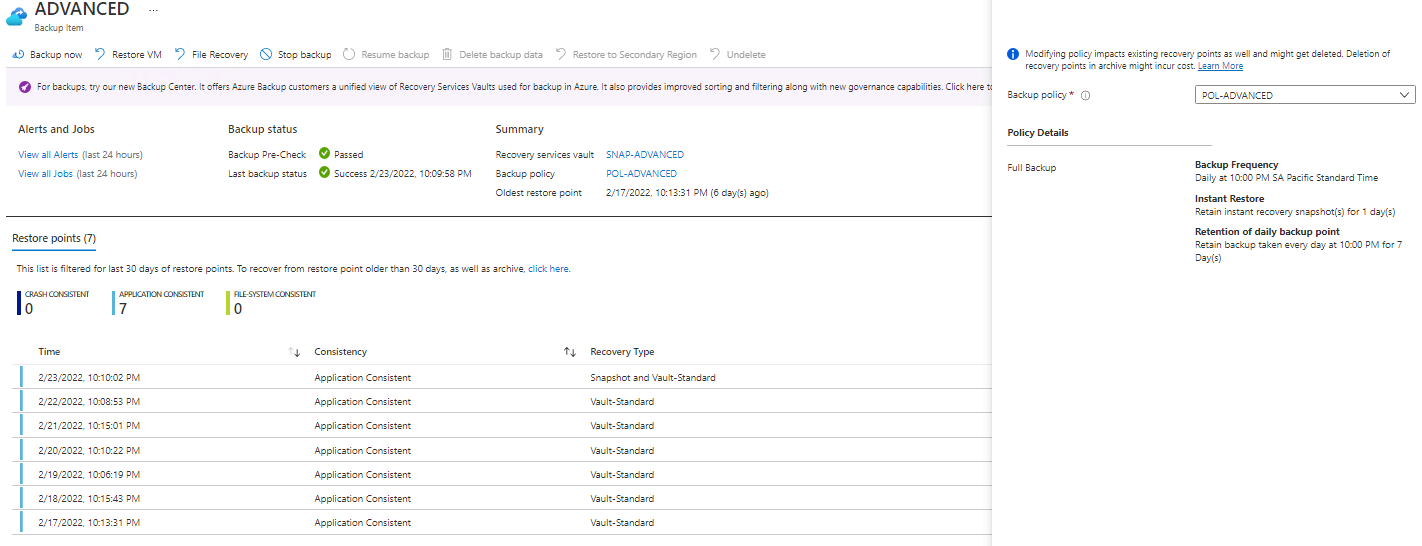 ADVANCED ...
Backup Item
Backup now Restore VM File Recovery Stop backup Resume backup Delete backup data Restore to Secondary Region Undelete
For backups, try our new Backup Center. It offers Azure Backup customers a unified view of Recovery Services Vaults used for backup in Azure. It also provides improved sorting and filtering along with new governance capabilities. Click here to
Alerts and Jobs
View all Alerts (last 24 hours)
View all Jobs (last 24 hours)
Backup status
Backup Pre-Check Passed
Last backup status Success 2/23/2022, 10:09:58 PM
Summary
Recovery services vault SNAP-ADVANCED
Backup policy POL-ADVANCED
Oldest restore point 2/17/2022, 10:13:31 PM (6 day(s) ago)
Restore points (7)
This list is filtered for last 30 days of restore points. To recover from restore point older than 30 days, as well as archive, click here.
CRASH CONSISTENT
0
APPLICATION CONSISTENT
7
FILE-SYSTEM CONSISTENT
0
Time Consistency Recovery Type
2/23/2022, 10:10:02 PM Application Consistent Snapshot and Vault-Standard
2/22/2022, 10:08:53 PM Application Consistent Vault-Standard
2/21/2022, 10:15:01 PM Application Consistent Vault-Standard
2/20/2022, 10:10:22 PM Application Consistent Vault-Standard
2/19/2022, 10:06:19 PM Application Consistent Vault-Standard
2/18/2022, 10:15:43 PM Application Consistent Vault-Standard
2/17/2022, 10:13:31 PM Application Consistent Vault-Standard
Modifying policy impacts existing recovery points as well and might get deleted. Deletion of
recovery points in archive might incur cost. Learn More
Backup policy * POL-ADVANCED
Policy Details
Full Backup
Backup Frequency
Daily at 10:00 PM SA Pacific Standard Time
Instant Restore
Retain instant recovery snapshot(s) for 1 day(s)
Retention of daily backup point
Retain backup taken every day at 10:00 PM for 7
Day(s)